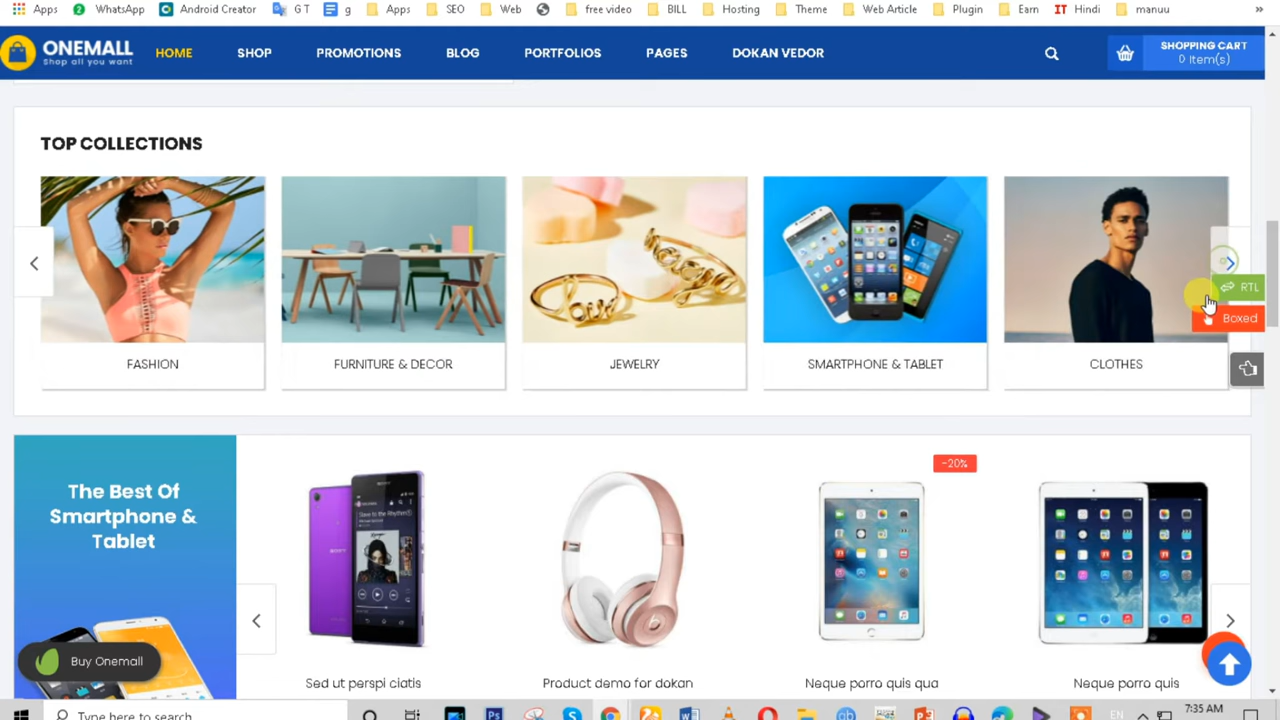 Apps WhatsApp Android Creator G T g Apps SEO Web free video BILL Hosting Theme Web Article Plugin Earn IT Hindi manuu »
ONEMALL
Shop all you want
HOME SHOP PROMOTIONS BLOG PORTFOLIOS PAGES DOKAN VEDOR
SHOPPING CART
0 Item(s)
TOP COLLECTIONS
RTL
Boxed
FASHION FURNITURE & DECOR JEWELRY SMARTPHONE & TABLET CLOTHES
-20%
The Best Of
Smartphone &
Tablet
Buy Onemall
Sed ut perspi ciatis Product demo for dokan Neque porro quis qua Neque porro quis
Type here to search
EN
7:35 AM